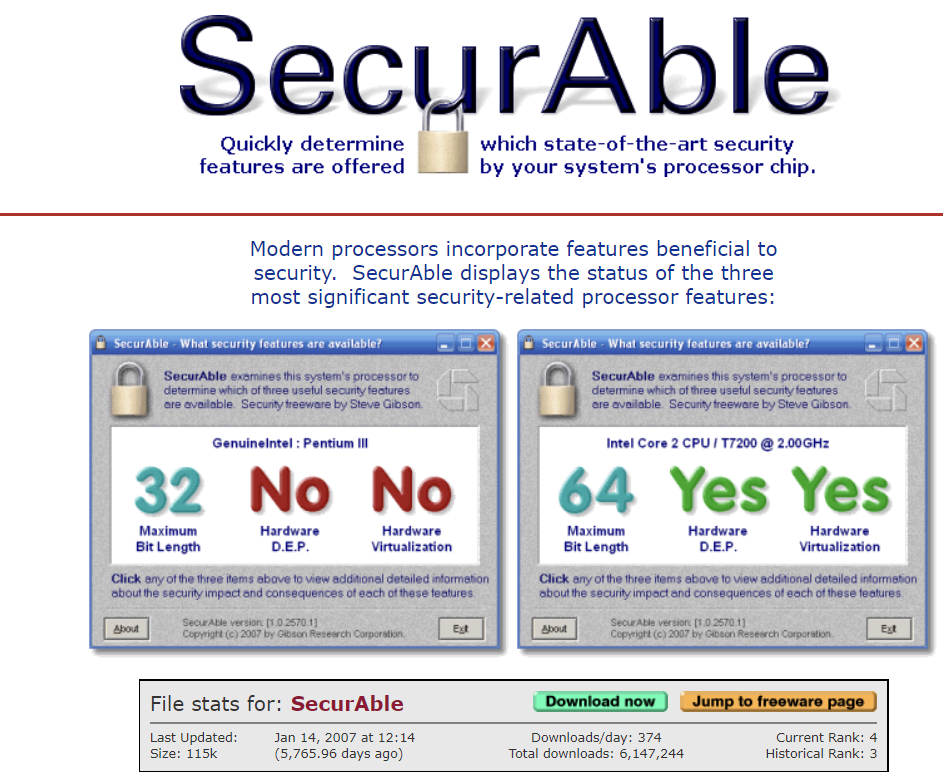 SecurAble
Quickly determine which state-of-the-art security
features are offered by your system's processor chip.
Modern processors incorporate features beneficial to
security. SecurAble displays the status of the three
most significant security-related processor features:
SecurAble - What security features are available?
SecurAble examines this system's processor to
determine which of three useful security features
are available. Security freeware by Steve Gibson.
GenuineIntel : Pentium III
32 No No
Maximum Hardware Hardware
Bit Length D.E.P. Virtualization
Click any of the three items above to view additional detailed information
about the security impact and consequences of each of these features.
About
SecurAble version: [1.0.2570.1]
Copyright (c) 2007 by Gibson Research Corporation.
Exit
SecurAble - What security features are available?
SecurAble examines this system's processor to
determine which of three useful security features
are available. Security freeware by Steve Gibson.
Intel Core 2 CPU / T7200 @ 2.00GHz
64 Yes Yes
Maximum Hardware Hardware
Bit Length D.E.P. Virtualization
Click any of the three items above to view additional detailed information
about the security impact and consequences of each of these features.
About
SecurAble version: [1.0.2570.1]
Copyright (c) 2007 by Gibson Research Corporation.
Exit
File stats for: SecurAble Download now Jump to freeware page
Last Updated: Jan 14, 2007 at 12:14 Downloads/day: 374 Current Rank: 4
Size: 115k (5,765.96 days ago) Total downloads: 6,147,244 Historical Rank: 3